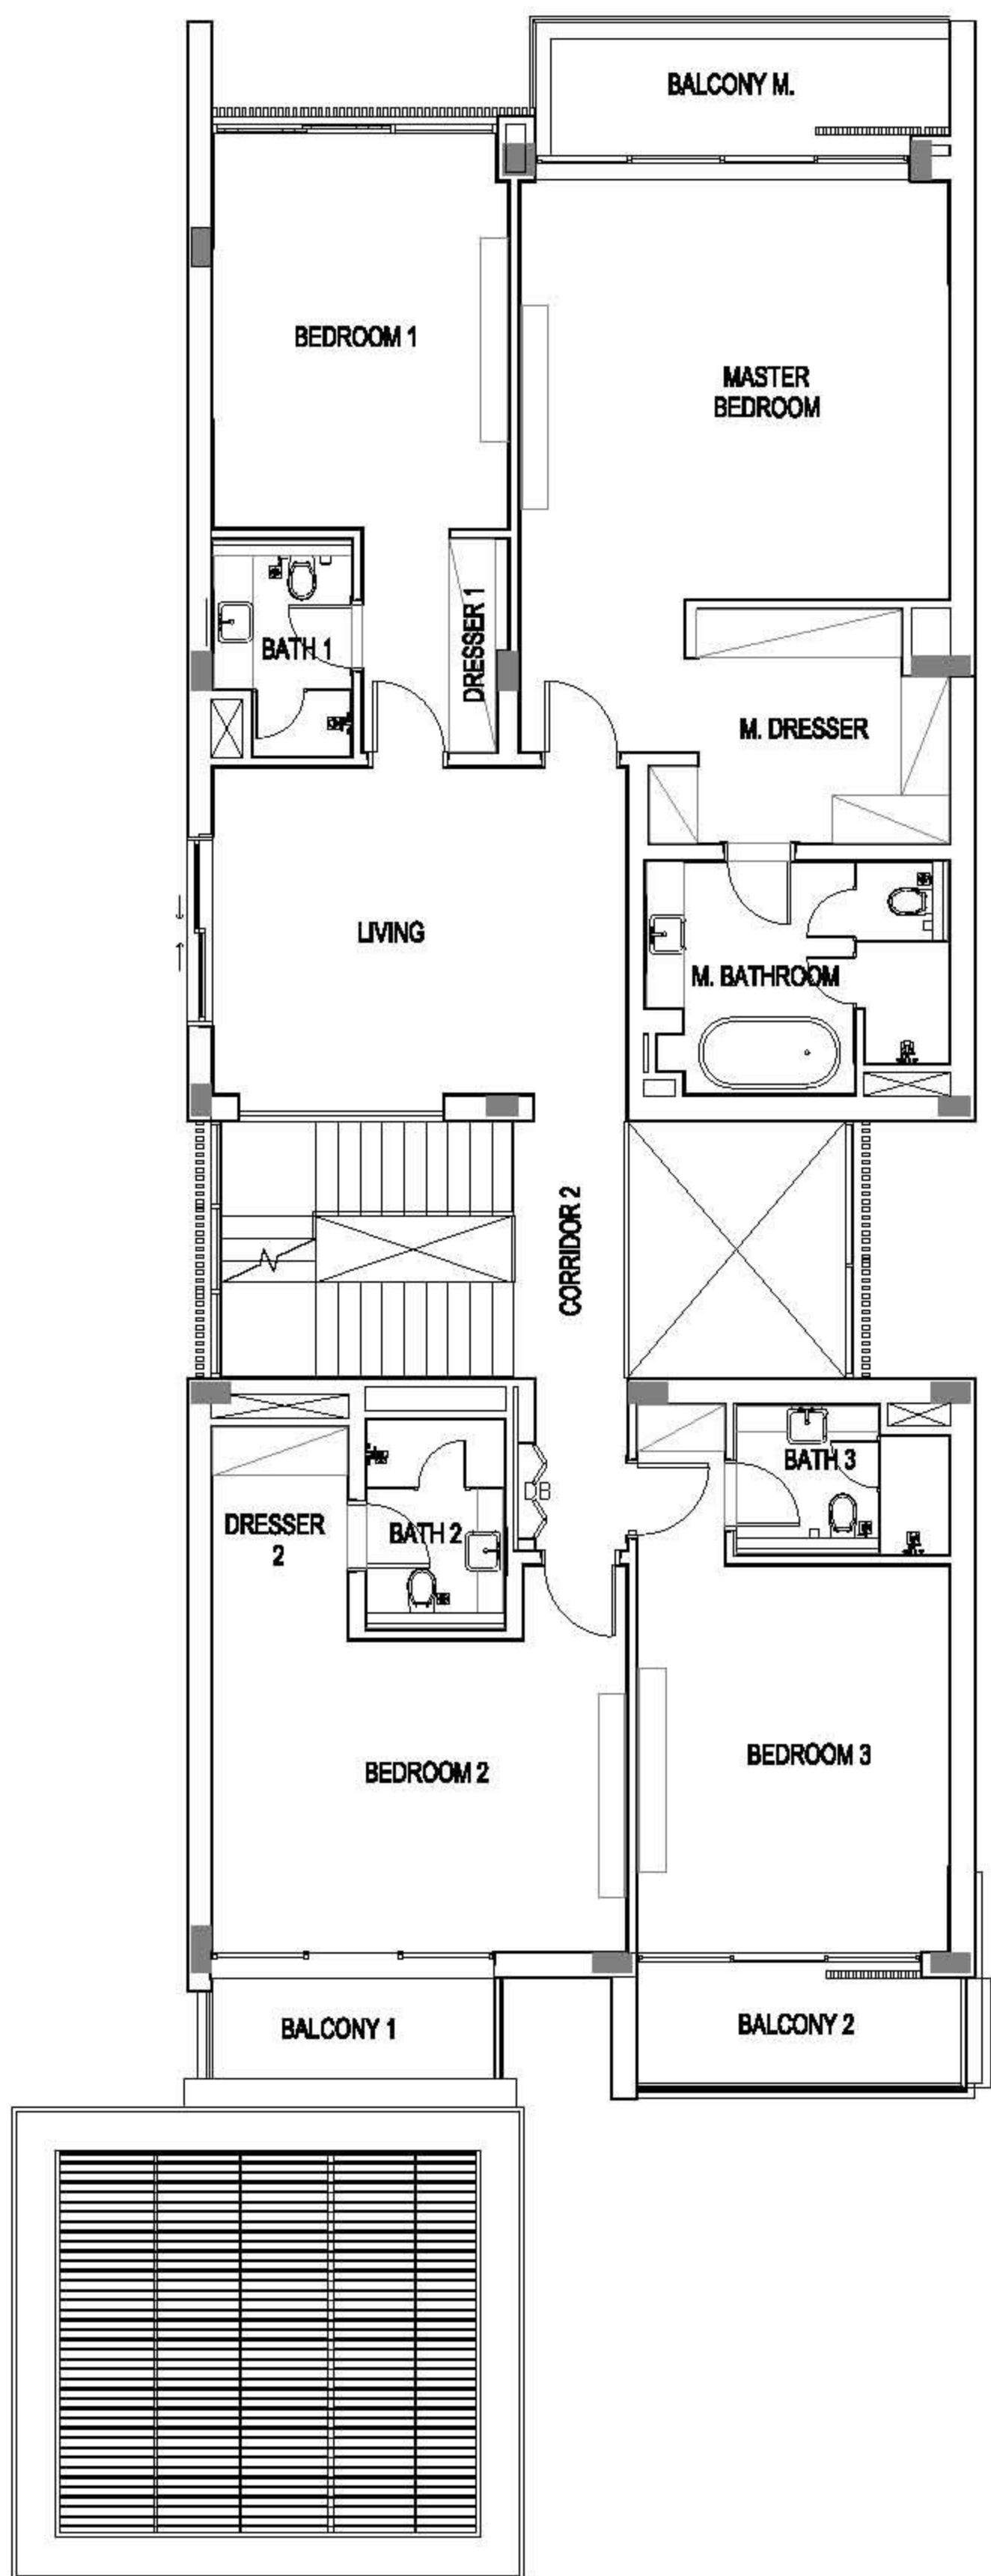 BALCONY M.
BEDROOM 1
MASTER
BEDROOM
BATH 1
DRESSER 1
M. DRESSER
LIVING
M. BATHROOM
CORRIDOR 2
DRESSER
2
BATH 2
DB
BATH 3
BEDROOM 2
BEDROOM 3
BALCONY 1
BALCONY 2